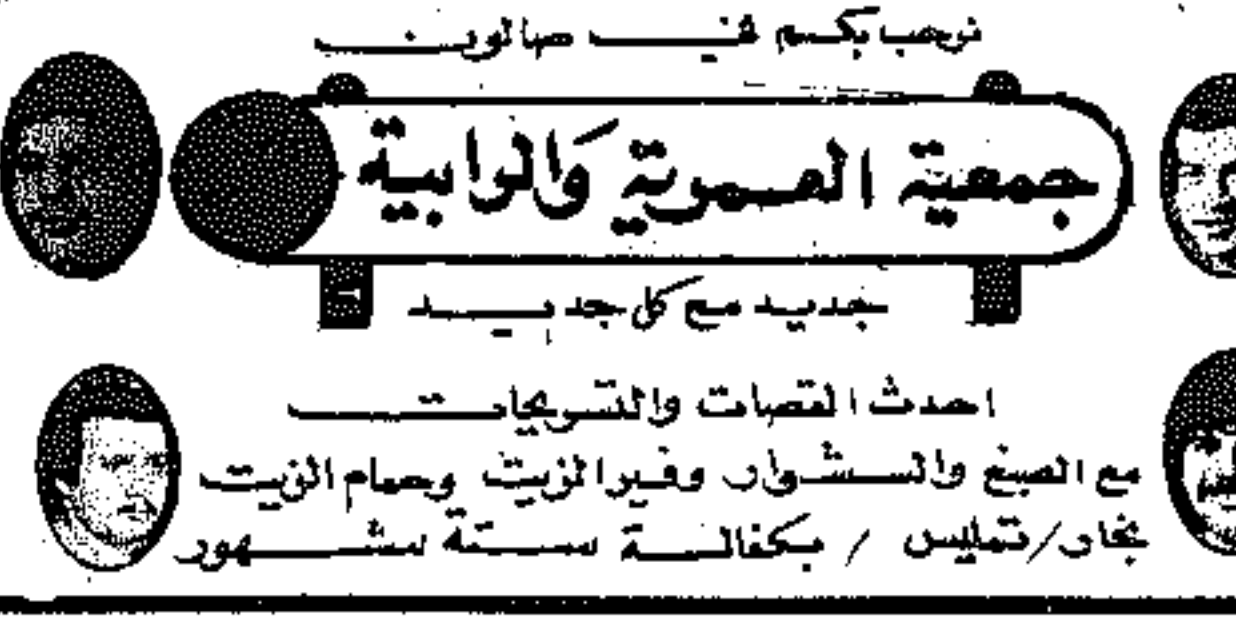 نرحب بكم في صالون
جمعية العمرية والرابية
جديد مع كل جديد
احدث القصات والتسريحات
مع الصبغ والسشوار وفير الزيت وحمام الزيت
بخار/تمليس / بكفالة ستة شهور